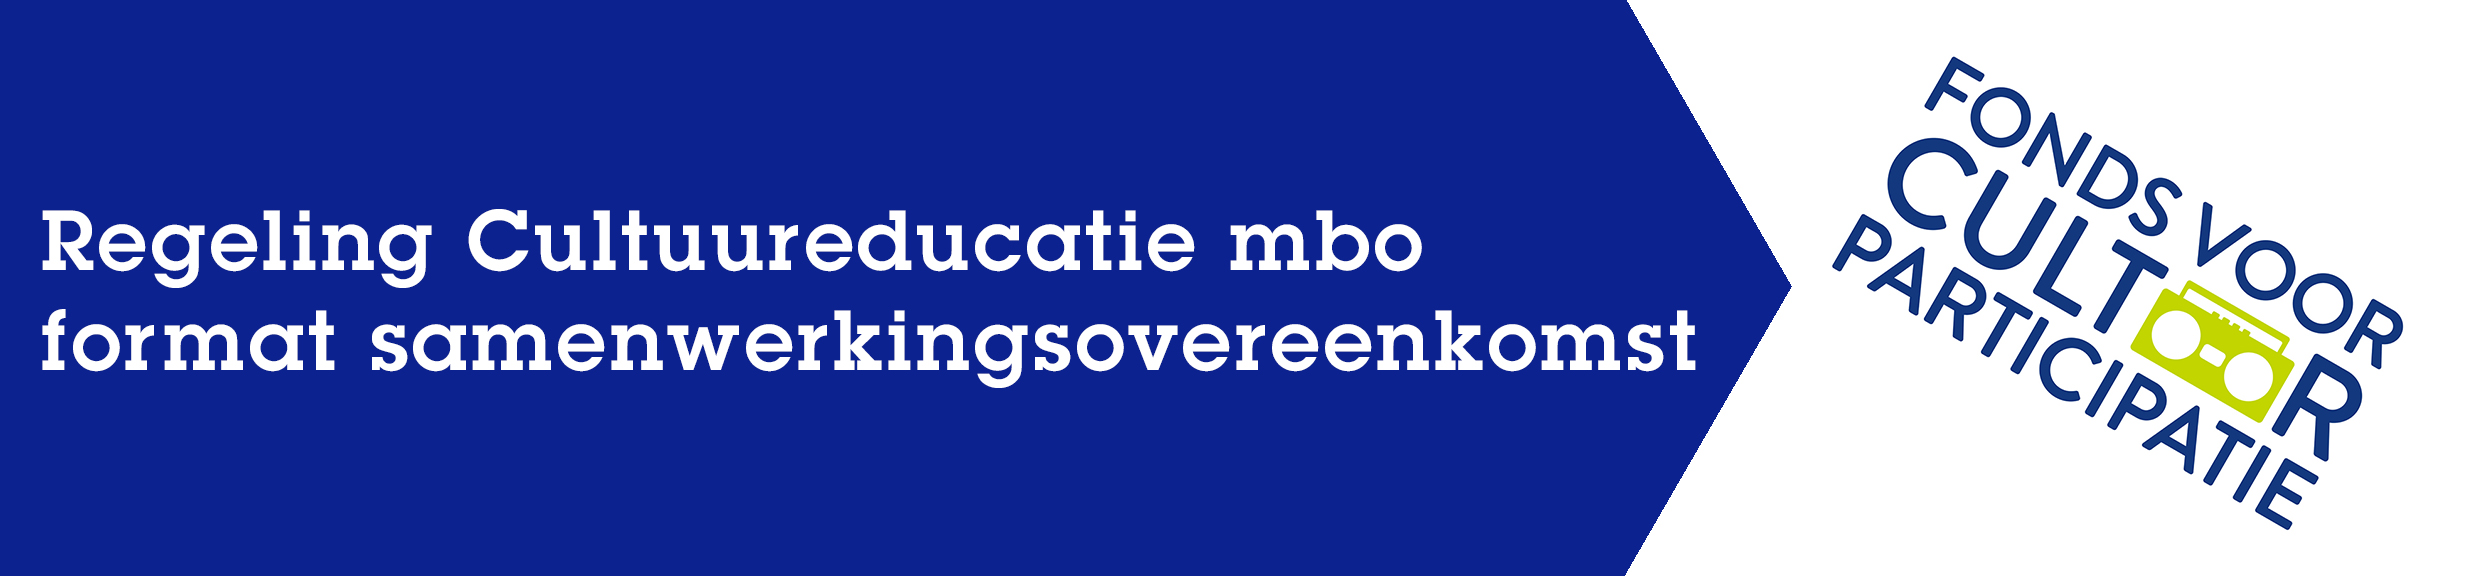 Regeling Cultuureducatie mbo
format samenwerkingsovereenkomst
FONDS VOOR
CULTUUR
PARTICIPATIE